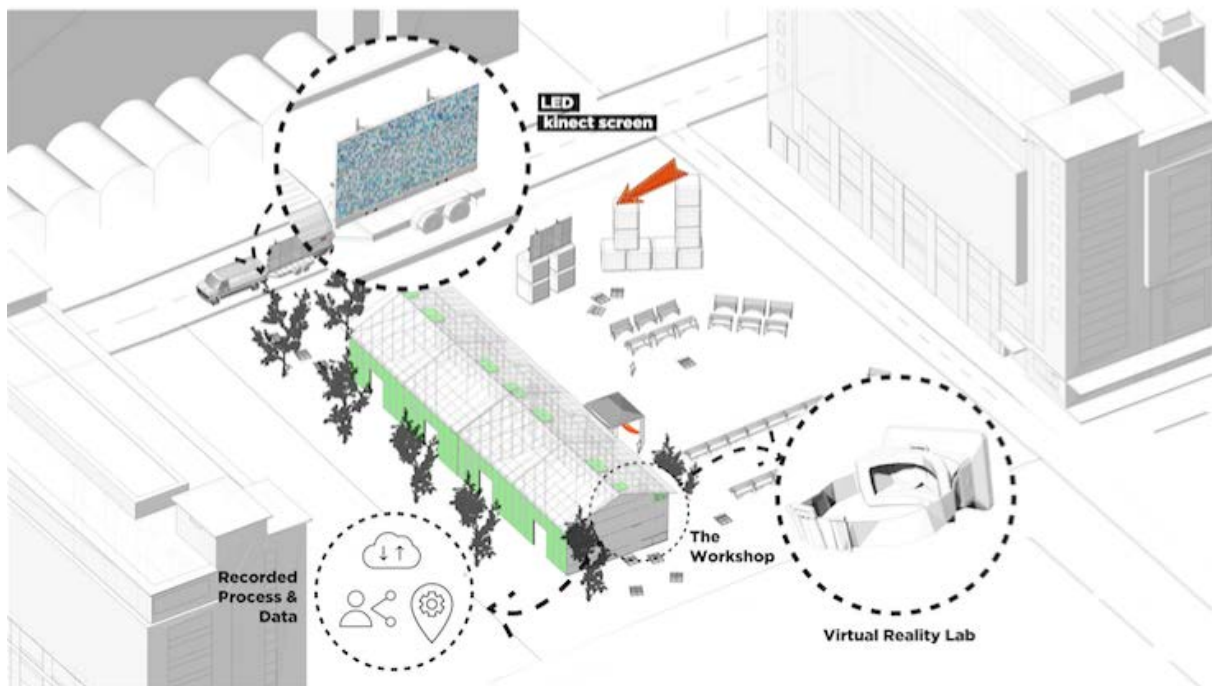 LED
kinect screen
The
Workshop
Recorded
Process &
Data
Virtual Reality Lab